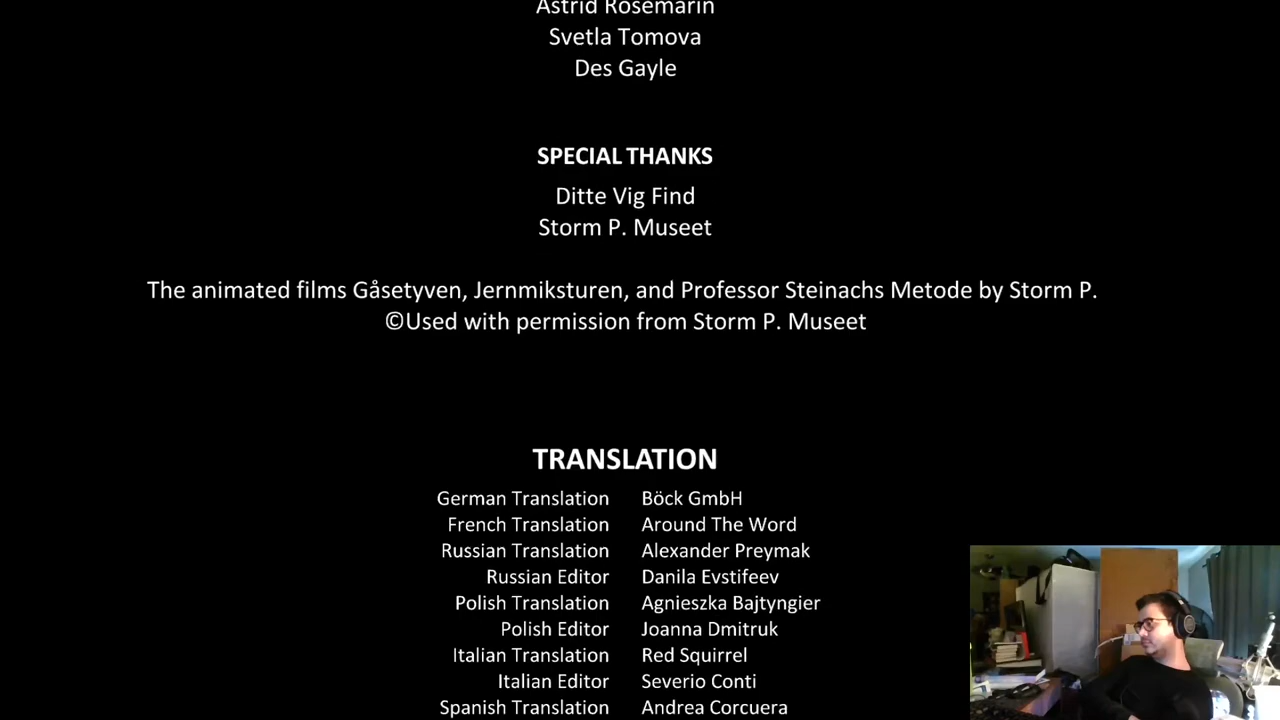 Astrid Rosemarin
Svetla Tomova
Des Gayle
SPECIAL THANKS
Ditte Vig Find
Storm P. Museet
The animated films Gåsetyven, Jernmiksturen, and Professor Steinachs Metode by Storm P.
©Used with permission from Storm P. Museet
TRANSLATION
German Translation Böck GmbH
French Translation Around The Word
Russian Translation Alexander Preymak
Russian Editor Danila Evstifeev
Polish Translation Agnieszka Bajtyngier
Polish Editor Joanna Dmitruk
Italian Translation Red Squirrel
Italian Editor Severio Conti
Spanish Translation Andrea Corcuera